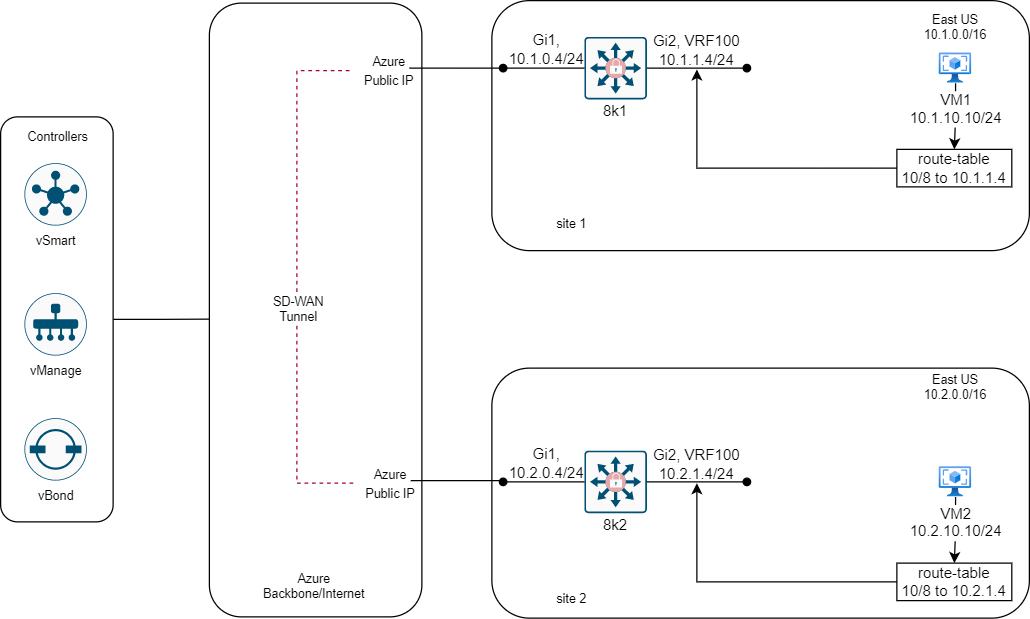 Controllers
vSmart
vManage
vBond
Azure
Public IP
SD-WAN
Tunnel
Azure
Public IP
Azure
Backbone/Internet
Gi1,
10.1.0.4/24
8k1
Gi2, VRF100
10.1.1.4/24
East US
10.1.0.0/16
VM1
10.1.10.10/24
route-table
10/8 to 10.1.1.4
site 1
Gi1,
10.2.0.4/24
8k2
Gi2, VRF100
10.2.1.4/24
East US
10.2.0.0/16
VM2
10.2.10.10/24
route-table
10/8 to 10.2.1.4
site 2